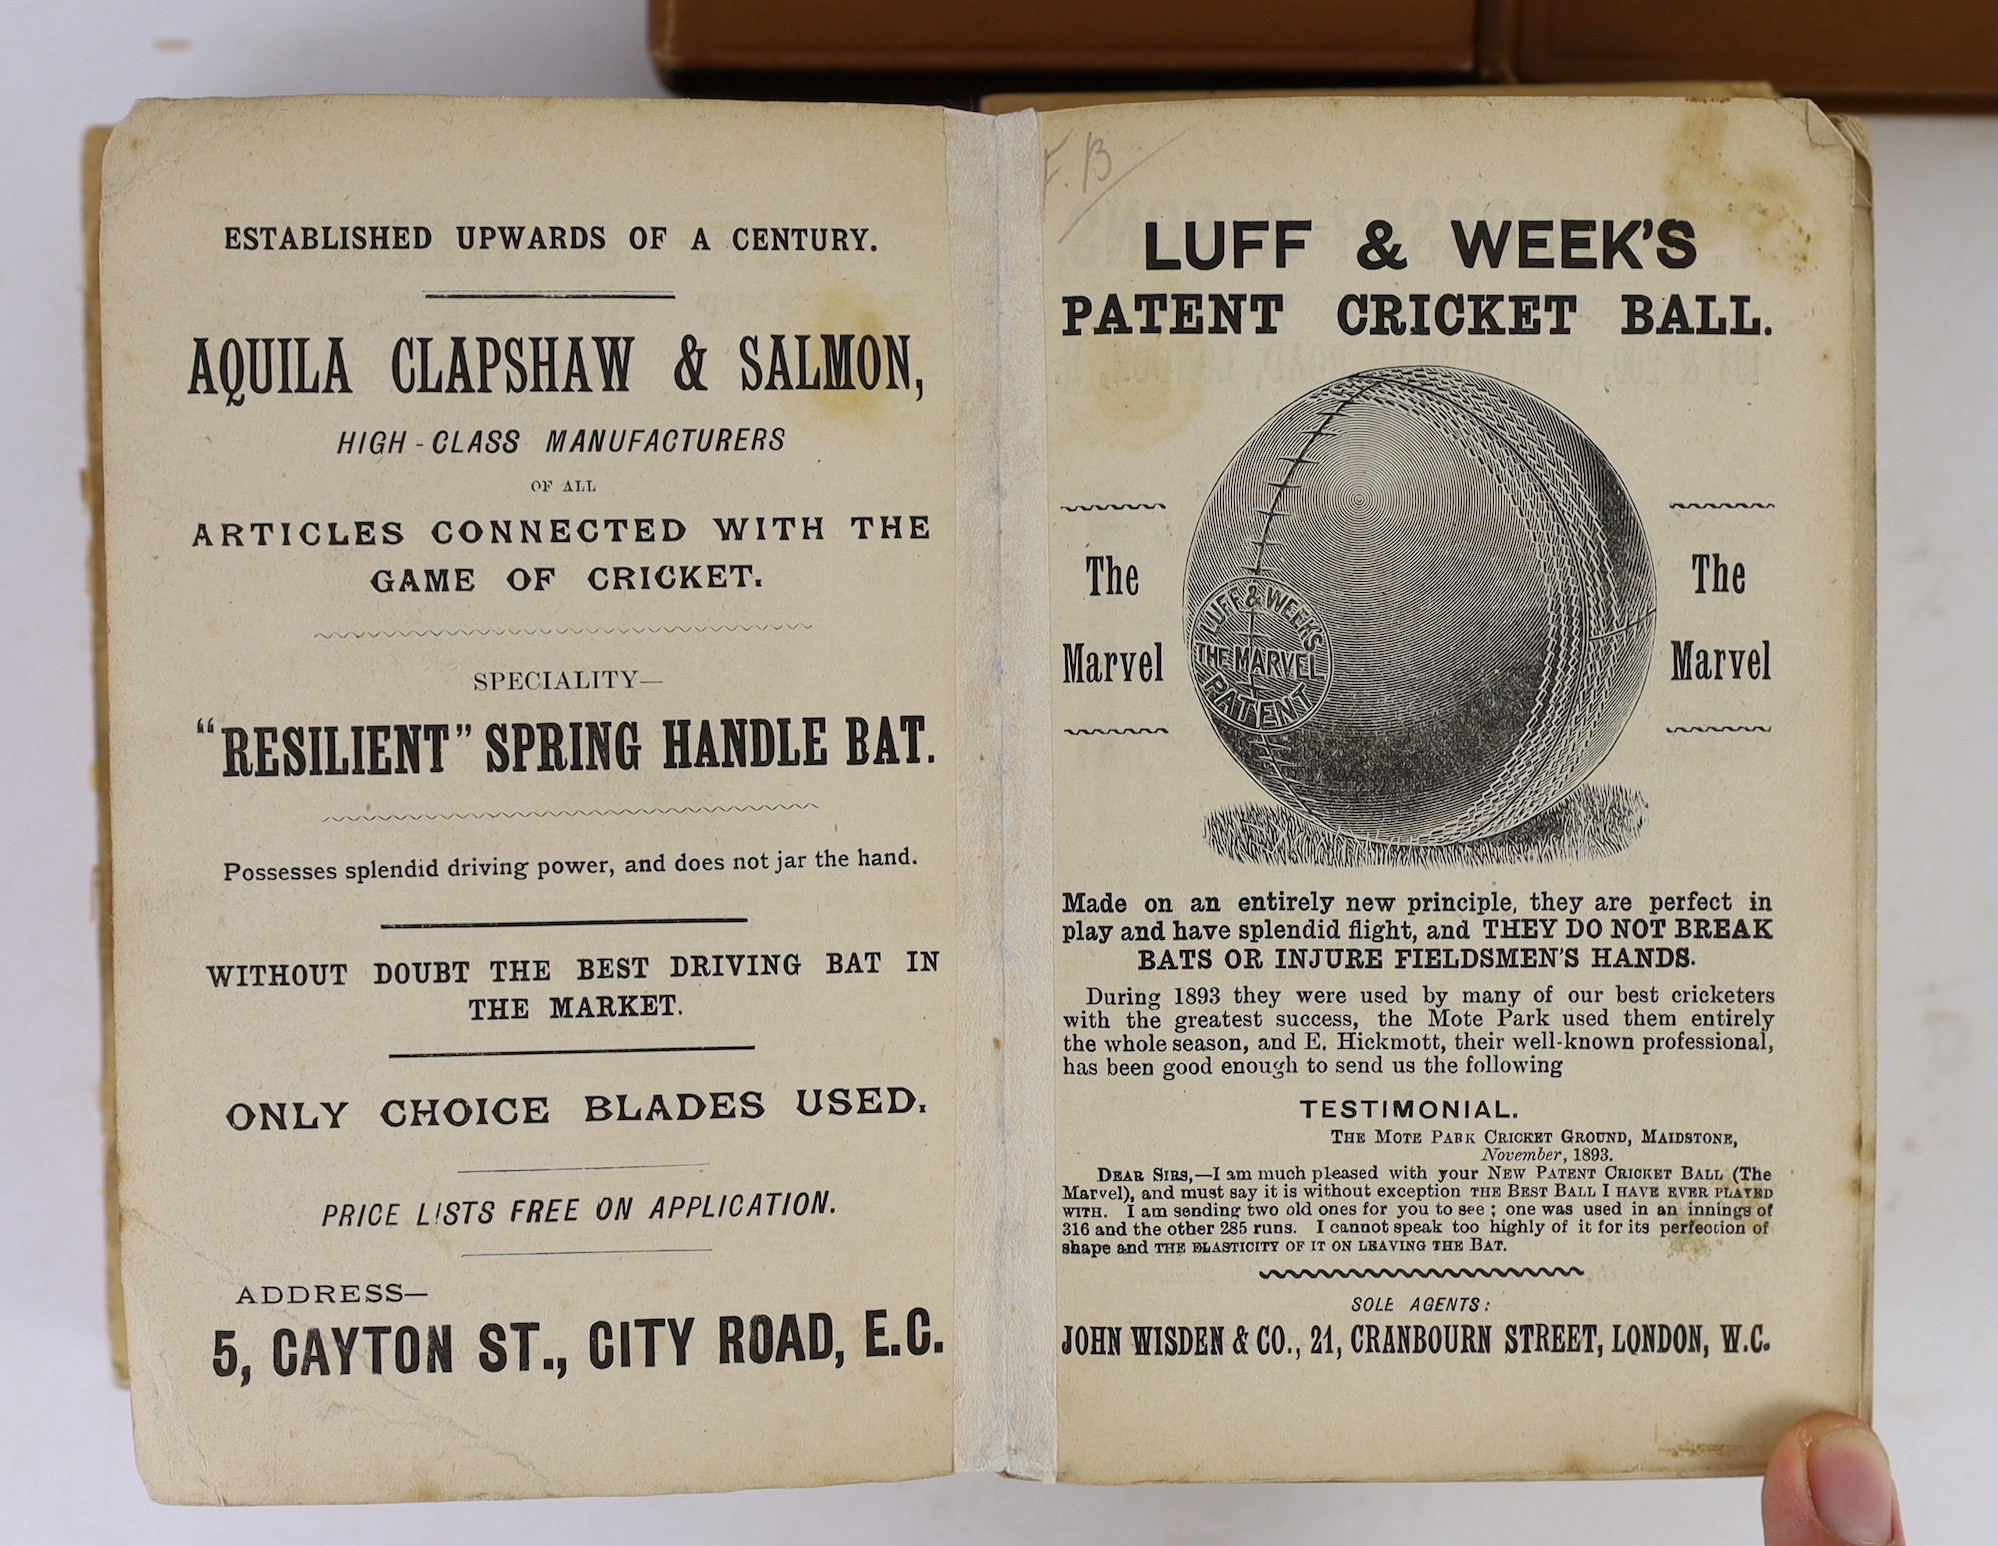 ESTABLISHED UPWARDS OF A CENTURY.
AQUILA CLAPSHAW & SALMON,
HIGH-CLASS MANUFACTURERS
OF ALL
ARTICLES CONNECTED WITH THE
GAME OF CRICKET.
SPECIALITY—
"RESILIENT" SPRING HANDLE BAT.
Possesses splendid driving power, and does not jar the hand.
WITHOUT DOUBT THE BEST DRIVING BAT IN
THE MARKET.
ONLY CHOICE BLADES USED.
PRICE LISTS FREE ON APPLICATION.
ADDRESS—
5, CAYTON ST., CITY ROAD, E.C.
F.B
LUFF & WEEK'S
PATENT CRICKET BALL.
The
Marvel
LUFF & WEEKS
THE MARVEL
PATENT
The
Marvel
Made on an entirely new principle, they are perfect in
play and have splendid flight, and THEY DO NOT BREAK
BATS OR INJURE FIELDSMEN'S HANDS.
During 1893 they were used by many of our best cricketers
with the greatest success, the Mote Park used them entirely
the whole season, and E. Hickmott, their well-known professional,
has been good enough to send us the following
TESTIMONIAL.
THE MOTE PARK CRICKET GROUND, MAIDSTONE,
November, 1893.
DEAR SIRS,—I am much pleased with your NEW PATENT CRICKET BALL (The
Marvel), and must say it is without exception THE BEST BALL I HAVE EVER PLAYED
WITH. I am sending two old ones for you to see; one was used in an innings of
316 and the other 285 runs. I cannot speak too highly of it for its perfection of
shape and THE ELASTICITY OF IT ON LEAVING THE BAT.
SOLE AGENTS:
JOHN WISDEN & CO., 21, CRANBOURN STREET, LONDON, W.C.